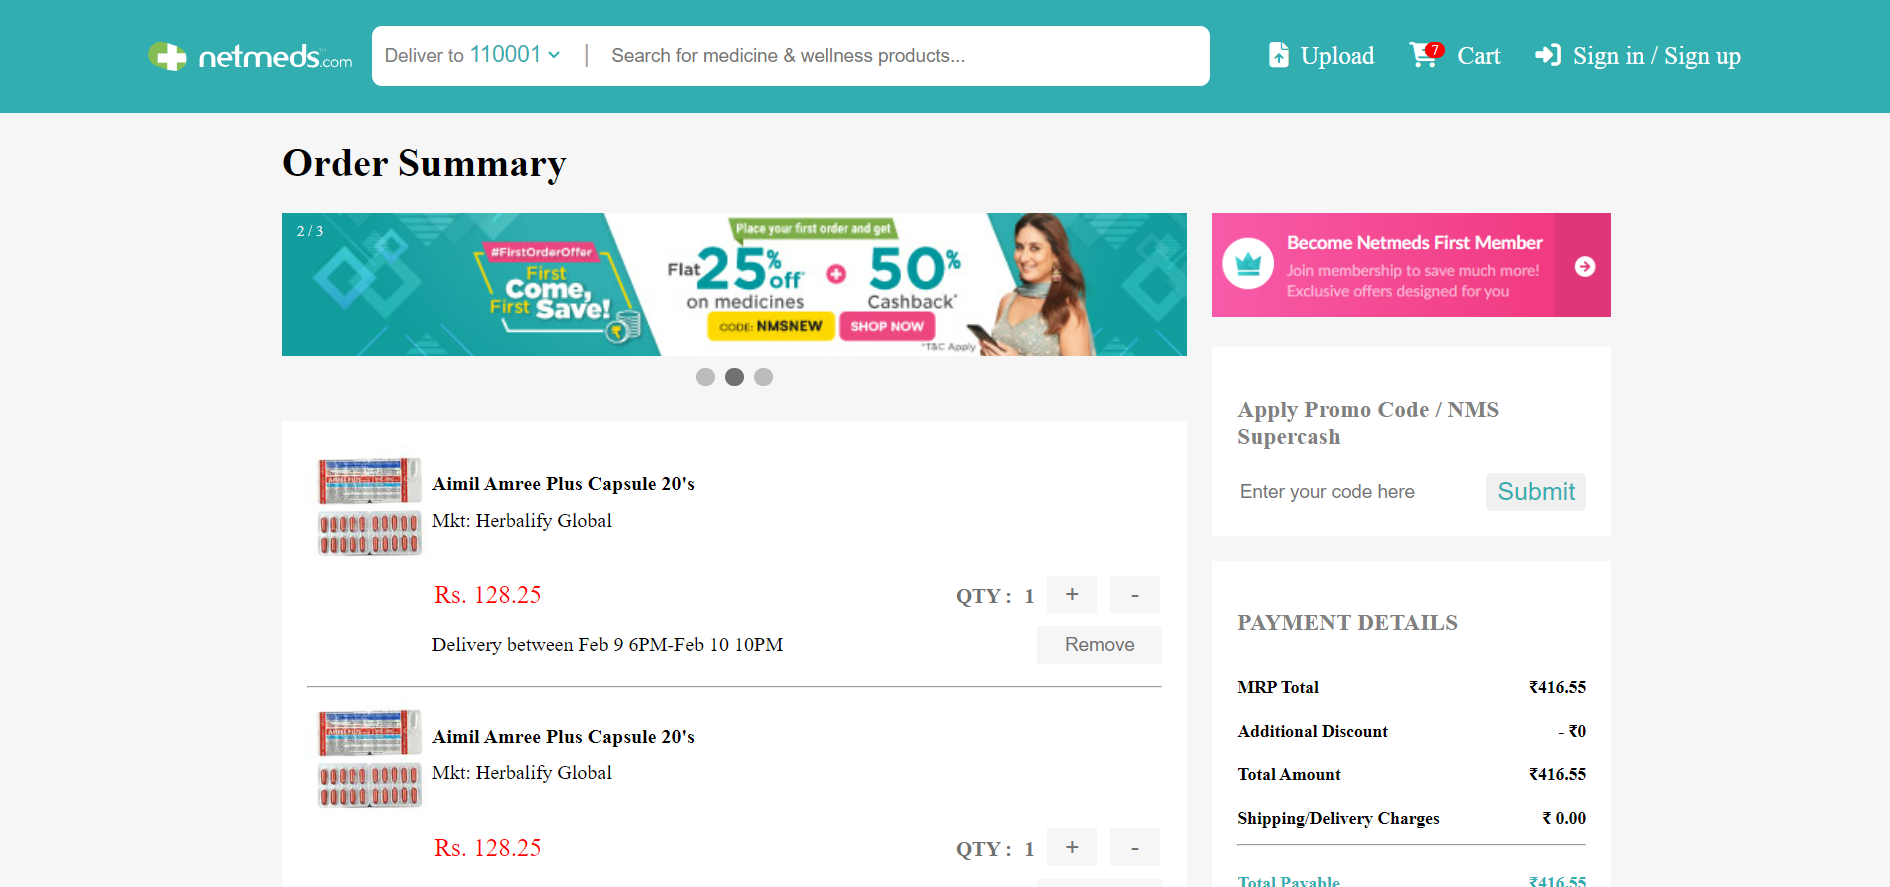 netmeds.com
Deliver to 110001
Search for medicine & wellness products...
Upload
7
Cart
Sign in / Sign up
Order Summary
2 / 3
#FirstOrderOffer
First
Come,
First Save!
Place your first order and get
Flat 25% off*
on medicines
50%
Cashback*
CODE: NMSNEW
SHOP NOW
*T&C Apply
Become Netmeds First Member
Join membership to save much more!
Exclusive offers designed for you
Aimil Amree Plus Capsule 20's
Mkt: Herbalify Global
Rs. 128.25
QTY : 1 + -
Delivery between Feb 9 6PM-Feb 10 10PM
Remove
Aimil Amree Plus Capsule 20's
Mkt: Herbalify Global
Rs. 128.25
QTY : 1 + -
Apply Promo Code / NMS
Supercash
Enter your code here
Submit
PAYMENT DETAILS
MRP Total ₹416.55
Additional Discount - ₹0
Total Amount ₹416.55
Shipping/Delivery Charges ₹ 0.00
Total Payable ₹416.55